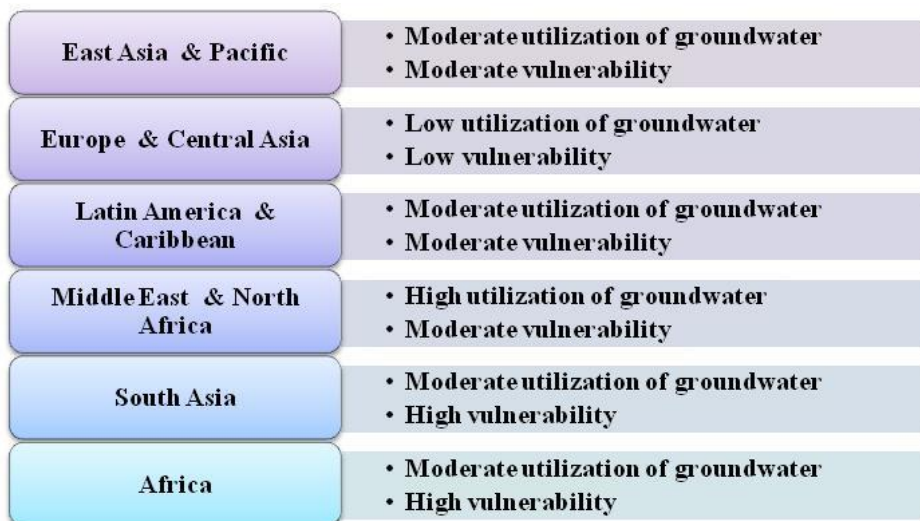 East Asia & Pacific
• Moderate utilization of groundwater
• Moderate vulnerability
Europe & Central Asia
• Low utilization of groundwater
• Low vulnerability
Latin America &
Caribbean
• Moderate utilization of groundwater
• Moderate vulnerability
Middle East & North
Africa
• High utilization of groundwater
• Moderate vulnerability
South Asia
• Moderate utilization of groundwater
• High vulnerability
Africa
• Moderate utilization of groundwater
• High vulnerability